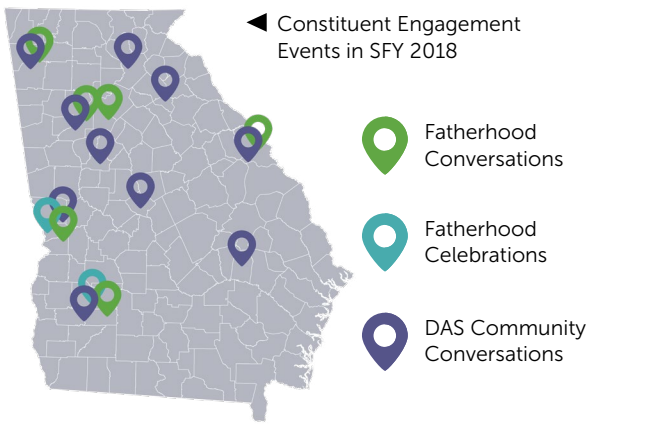 Constituent Engagement
Events in SFY 2018
Fatherhood
Conversations
Fatherhood
Celebrations
DAS Community
Conversations